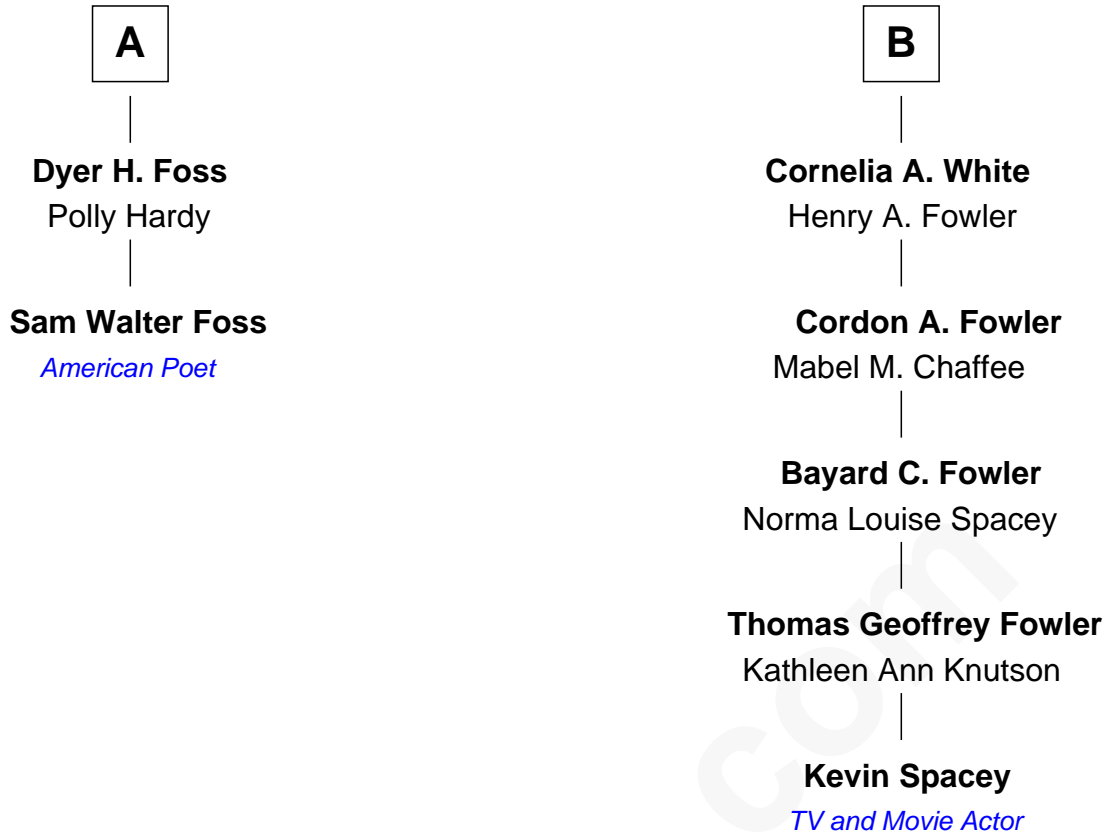 A
Dyer H. Foss
Polly Hardy
Sam Walter Foss
American Poet
B
Cornelia A. White
Henry A. Fowler
Cordon A. Fowler
Mabel M. Chaffee
Bayard C. Fowler
Norma Louise Spacey
Thomas Geoffrey Fowler
Kathleen Ann Knutson
Kevin Spacey
TV and Movie Actor
com